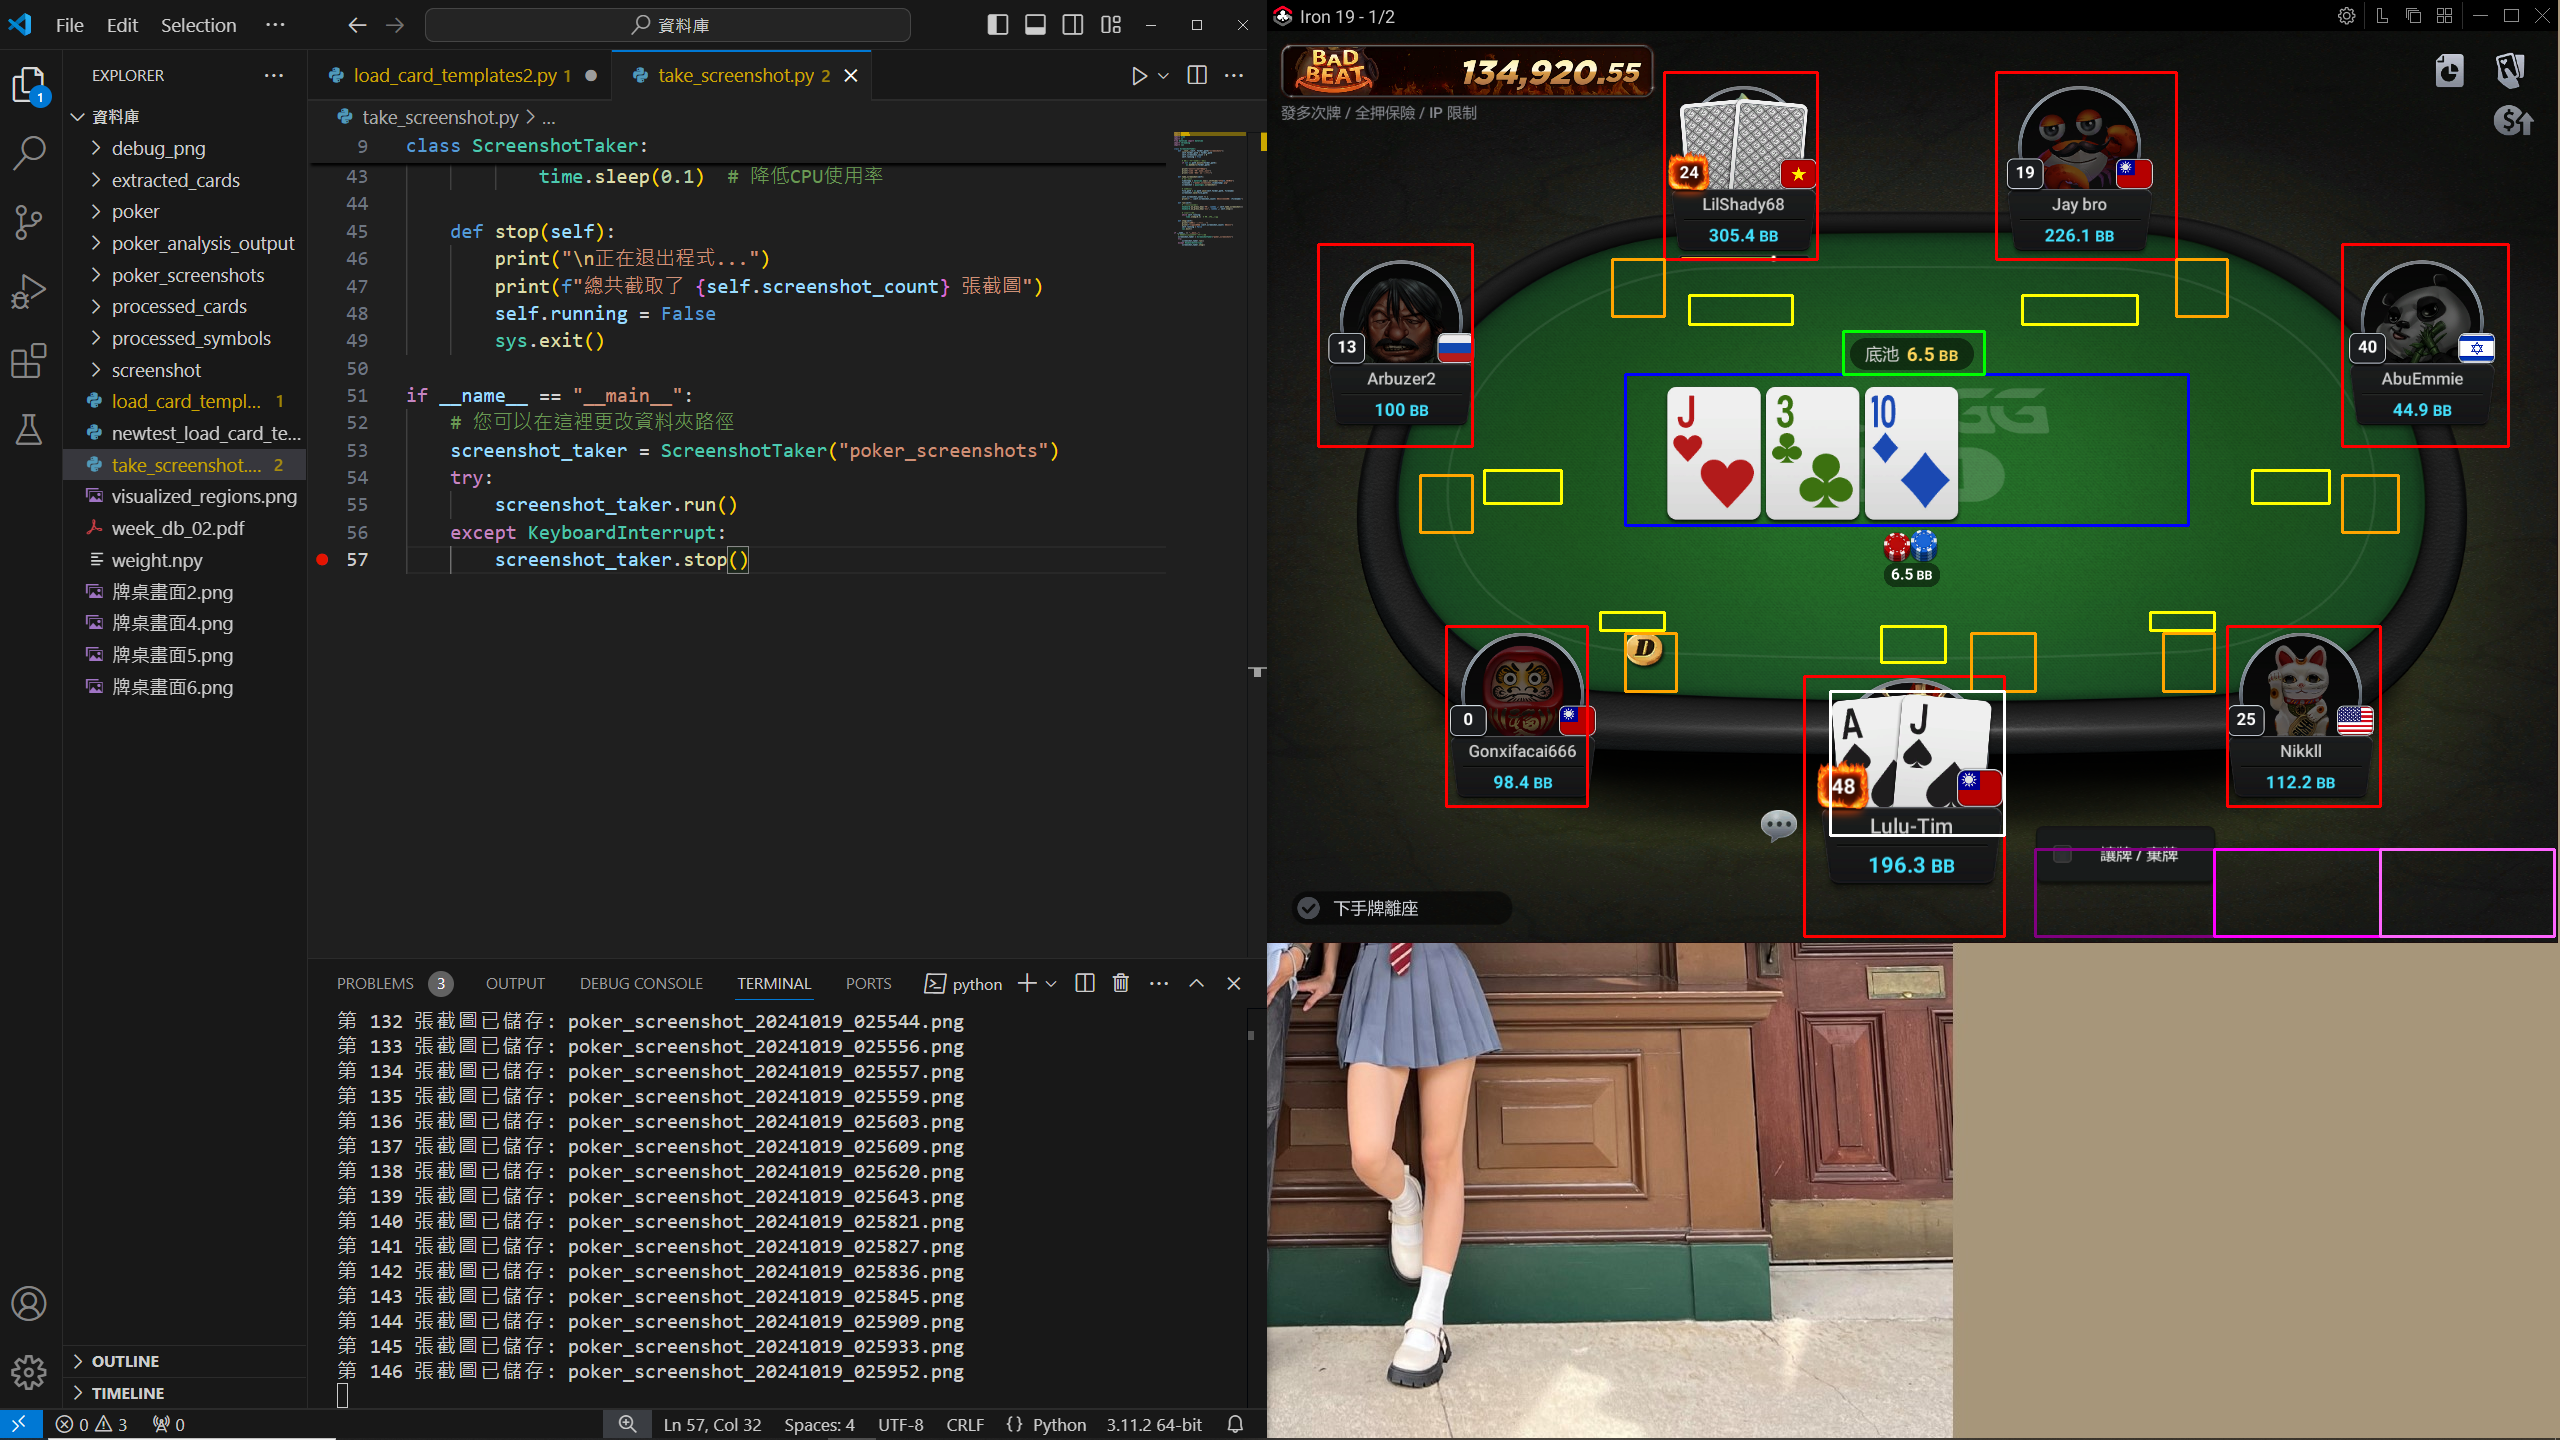 File Edit Selection ...
資料庫
EXPLORER ...
資料庫
debug_png
extracted_cards
poker
poker_analysis_output
poker_screenshots
processed_cards
processed_symbols
screenshot
load_card_templ... 1
newtest_load_card_te...
take_screenshot.... 2
visualized_regions.png
week_db_02.pdf
weight.npy
牌桌畫面2.png
牌桌畫面4.png
牌桌畫面5.png
牌桌畫面6.png
OUTLINE
TIMELINE
1
load_card_templates2.py 1
take_screenshot.py 2
take_screenshot.py > ...
9 class ScreenshotTaker:
43 time.sleep(0.1) # 降低CPU使用率
44
45 def stop(self):
46 print("\n正在退出程式...")
47 print(f"總共截取了 {self.screenshot_count} 張截圖")
48 self.running = False
49 sys.exit()
50
51 if __name__ == "__main__":
52 # 您可以在這裡更改資料夾路徑
53 screenshot_taker = ScreenshotTaker("poker_screenshots")
54 try:
55 screenshot_taker.run()
56 except KeyboardInterrupt:
57 screenshot_taker.stop()
PROBLEMS 3 OUTPUT DEBUG CONSOLE TERMINAL PORTS python
第 132 張截圖已儲存: poker_screenshot_20241019_025544.png
第 133 張截圖已儲存: poker_screenshot_20241019_025556.png
第 134 張截圖已儲存: poker_screenshot_20241019_025557.png
第 135 張截圖已儲存: poker_screenshot_20241019_025559.png
第 136 張截圖已儲存: poker_screenshot_20241019_025603.png
第 137 張截圖已儲存: poker_screenshot_20241019_025609.png
第 138 張截圖已儲存: poker_screenshot_20241019_025620.png
第 139 張截圖已儲存: poker_screenshot_20241019_025643.png
第 140 張截圖已儲存: poker_screenshot_20241019_025821.png
第 141 張截圖已儲存: poker_screenshot_20241019_025827.png
第 142 張截圖已儲存: poker_screenshot_20241019_025836.png
第 143 張截圖已儲存: poker_screenshot_20241019_025845.png
第 144 張截圖已儲存: poker_screenshot_20241019_025909.png
第 145 張截圖已儲存: poker_screenshot_20241019_025933.png
第 146 張截圖已儲存: poker_screenshot_20241019_025952.png
0 3 0
Ln 57, Col 32 Spaces: 4 UTF-8 CRLF {} Python 3.11.2 64-bit
Iron 19 - 1/2
BAD BEAT 134,920.55
發多次牌 / 全押保險 / IP 限制
24
LilShady68
305.4 BB
19
Jay bro
226.1 BB
13
Arbuzer2
100 BB
40
AbuEmmie
44.9 BB
底池 6.5 BB
J 3 10
6.5 BB
D
0
Gonxifacai666
98.4 BB
A J
48
Lulu-Tim
196.3 BB
25
Nikkll
112.2 BB
讓牌 / 棄牌
下手牌離座